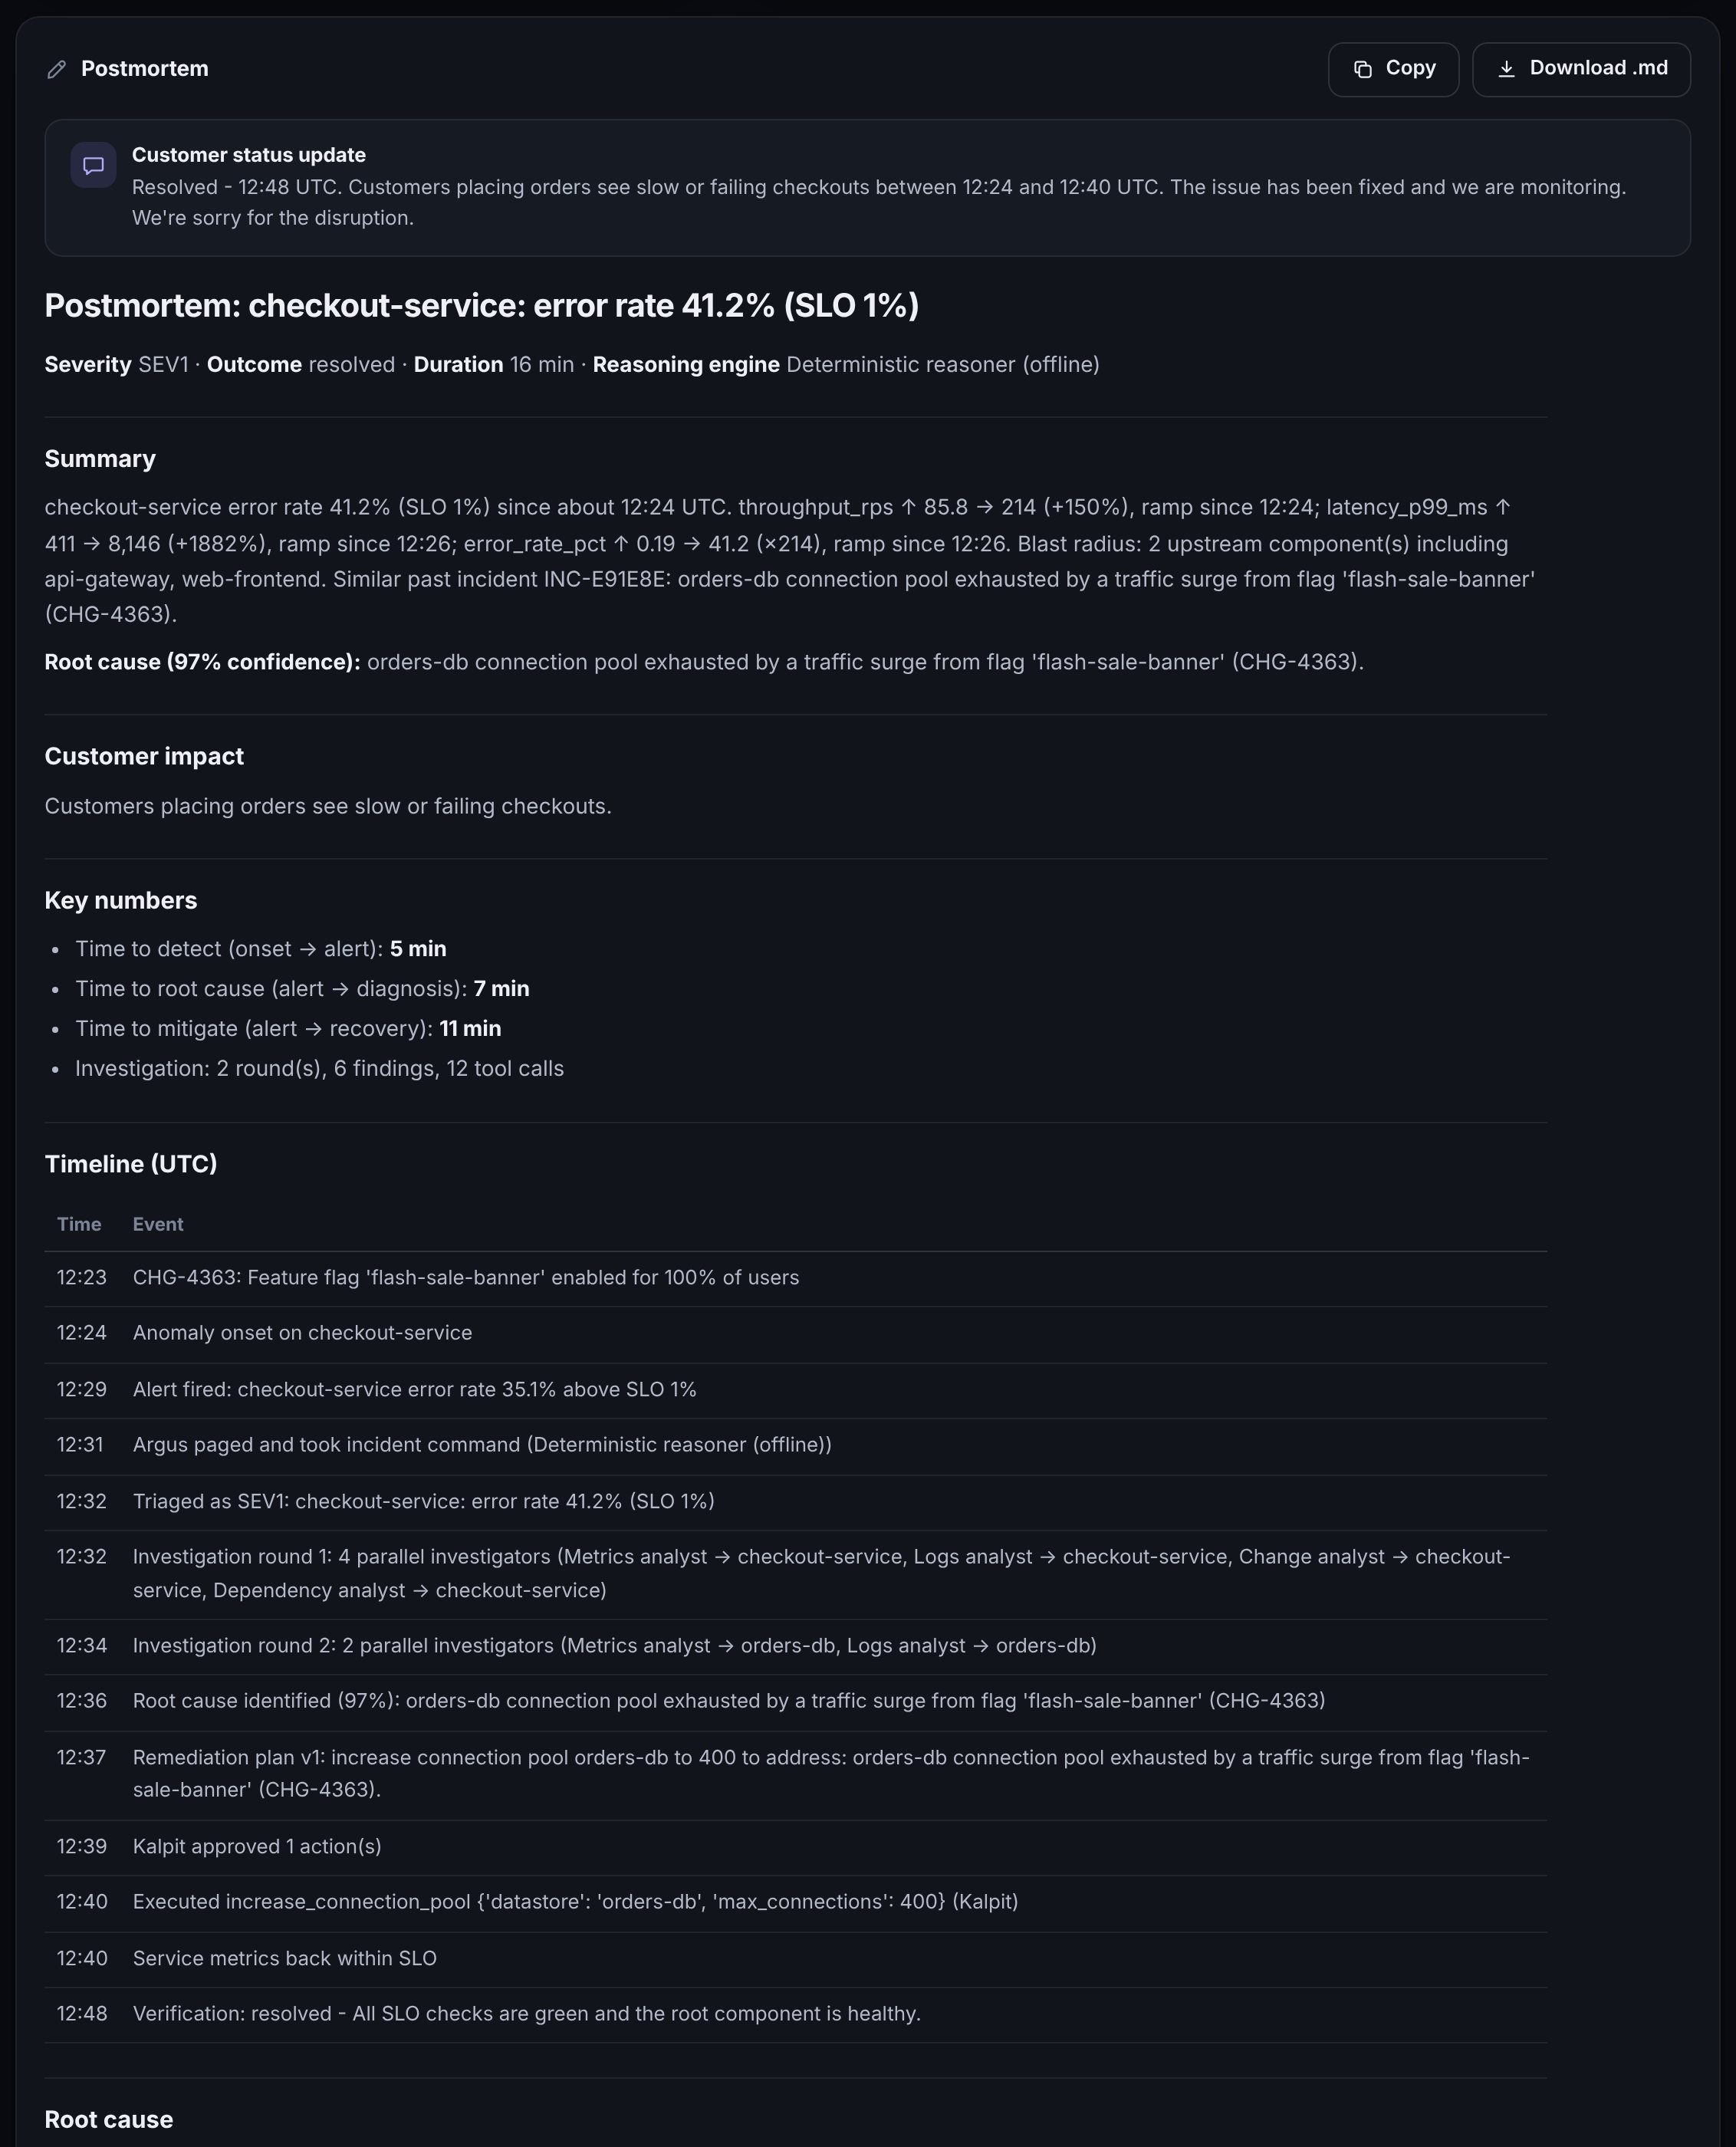 Postmortem
Copy
Download .md
Customer status update
Resolved - 12:48 UTC. Customers placing orders see slow or failing checkouts between 12:24 and 12:40 UTC. The issue has been fixed and we are monitoring.
We're sorry for the disruption.
Postmortem: checkout-service: error rate 41.2% (SLO 1%)
Severity SEV1 · Outcome resolved · Duration 16 min · Reasoning engine Deterministic reasoner (offline)
Summary
checkout-service error rate 41.2% (SLO 1%) since about 12:24 UTC. throughput_rps ↑ 85.8 → 214 (+150%), ramp since 12:24; latency_p99_ms ↑
411 → 8,146 (+1882%), ramp since 12:26; error_rate_pct ↑ 0.19 → 41.2 (×214), ramp since 12:26. Blast radius: 2 upstream component(s) including
api-gateway, web-frontend. Similar past incident INC-E91E8E: orders-db connection pool exhausted by a traffic surge from flag 'flash-sale-banner'
(CHG-4363).
Root cause (97% confidence): orders-db connection pool exhausted by a traffic surge from flag 'flash-sale-banner' (CHG-4363).
Customer impact
Customers placing orders see slow or failing checkouts.
Key numbers
• Time to detect (onset → alert): 5 min
• Time to root cause (alert → diagnosis): 7 min
• Time to mitigate (alert → recovery): 11 min
• Investigation: 2 round(s), 6 findings, 12 tool calls
Timeline (UTC)
Time Event
12:23 CHG-4363: Feature flag 'flash-sale-banner' enabled for 100% of users
12:24 Anomaly onset on checkout-service
12:29 Alert fired: checkout-service error rate 35.1% above SLO 1%
12:31 Argus paged and took incident command (Deterministic reasoner (offline))
12:32 Triaged as SEV1: checkout-service: error rate 41.2% (SLO 1%)
12:32 Investigation round 1: 4 parallel investigators (Metrics analyst → checkout-service, Logs analyst → checkout-service, Change analyst → checkout-
service, Dependency analyst → checkout-service)
12:34 Investigation round 2: 2 parallel investigators (Metrics analyst → orders-db, Logs analyst → orders-db)
12:36 Root cause identified (97%): orders-db connection pool exhausted by a traffic surge from flag 'flash-sale-banner' (CHG-4363)
12:37 Remediation plan v1: increase connection pool orders-db to 400 to address: orders-db connection pool exhausted by a traffic surge from flag 'flash-
sale-banner' (CHG-4363).
12:39 Kalpit approved 1 action(s)
12:40 Executed increase_connection_pool {'datastore': 'orders-db', 'max_connections': 400} (Kalpit)
12:40 Service metrics back within SLO
12:48 Verification: resolved - All SLO checks are green and the root component is healthy.
Root cause